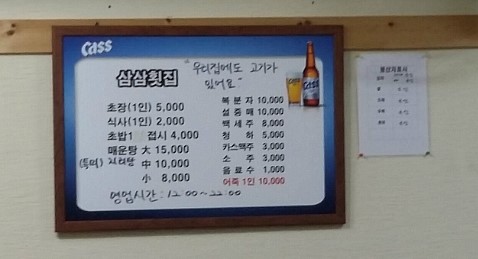 Cass
삼삼횟집
"우리집에도 고기가
있어요"
초장(1인) 5,000
식사(1인) 2,000
초밥1 접시 4,000
매운탕 大 15,000
(특미) 지리탕 中 10,000
小 8,000
복분자 10,000
설중매 10,000
백세주 8,000
청하 5,000
카스맥주 3,000
소주 3,000
음료수 1,000
어죽 1인 10,000
영업시간 : 12:00~22:00